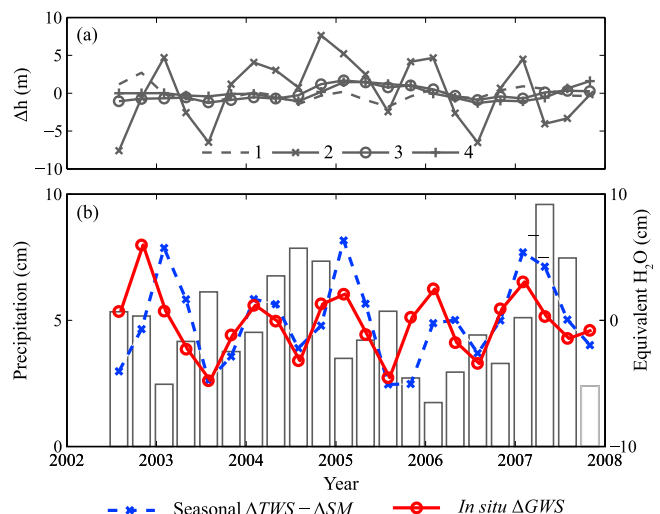 10
(a)
5
0
−5
−10
Δh (m)
1 2 3 4
10
(b)
10
5
0
0
−10
Precipitation (cm)
Equivalent H₂O (cm)
2002 2003 2004 2005 2006 2007 2008
Year
Seasonal ΔTWS − ΔSM In situ ΔGWS